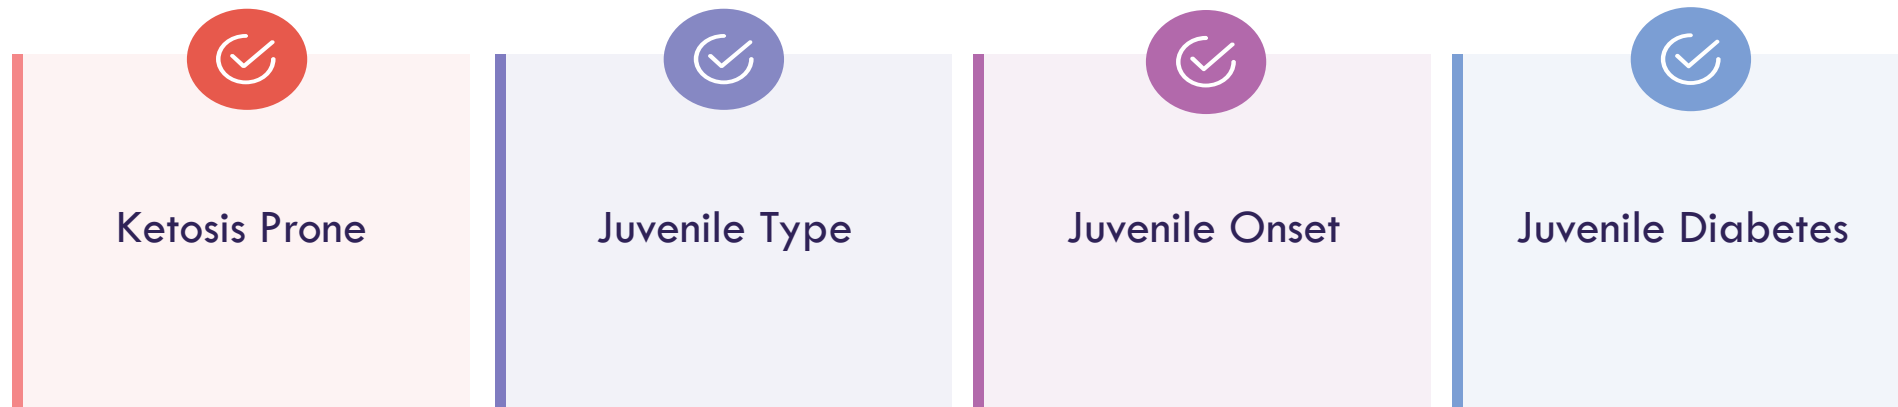 Ketosis Prone
Juvenile Type
Juvenile Onset
Juvenile Diabetes